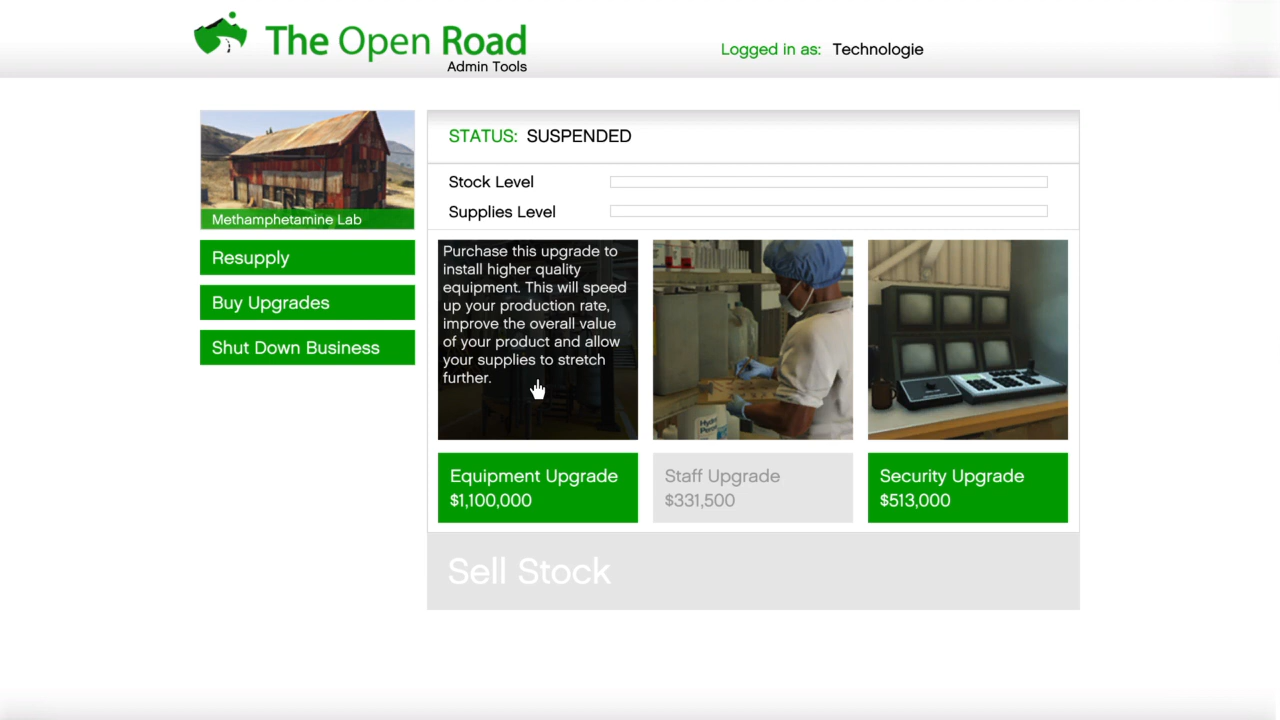 The Open Road
Admin Tools
Logged in as: Technologie
Methamphetamine Lab
Resupply
Buy Upgrades
Shut Down Business
STATUS: SUSPENDED
Stock Level
Supplies Level
Purchase this upgrade to
install higher quality
equipment. This will speed
up your production rate,
improve the overall value
of your product and allow
your supplies to stretch
further.
Equipment Upgrade
$1,100,000
Staff Upgrade
$331,500
Security Upgrade
$513,000
Sell Stock